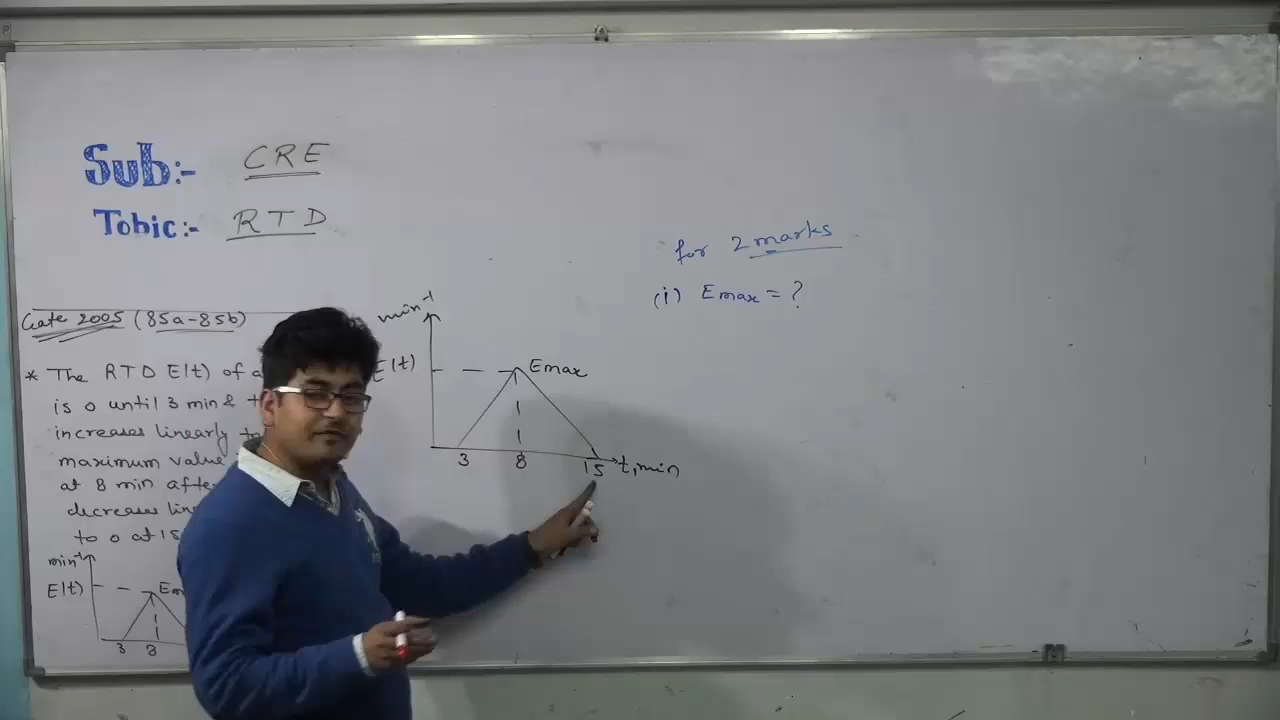 Sub:- CRE
Tobic:- RTD
Gate 2005 (85a-85b)
* The RTD E(t) of a
is 0 until 3 min &
increases linearly
maximum value
at 8 min after
decreases
to 0 at 15
min⁻¹
E(t)
3 8
min⁻¹
E(t)
Emax
3 8 15 t,min
for 2 marks
(i) Emax = ?